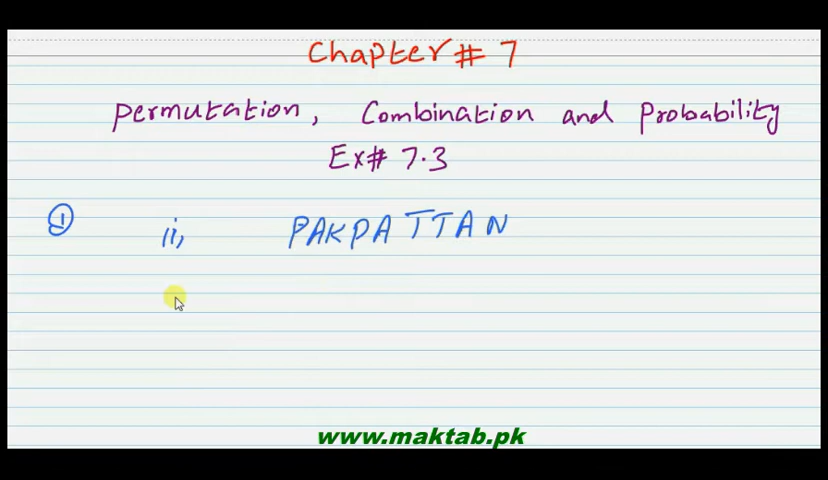 Chapter # 7
Permutation, Combination and Probability
Ex# 7.3
① ii, PAKPATTAN
www.maktab.pk